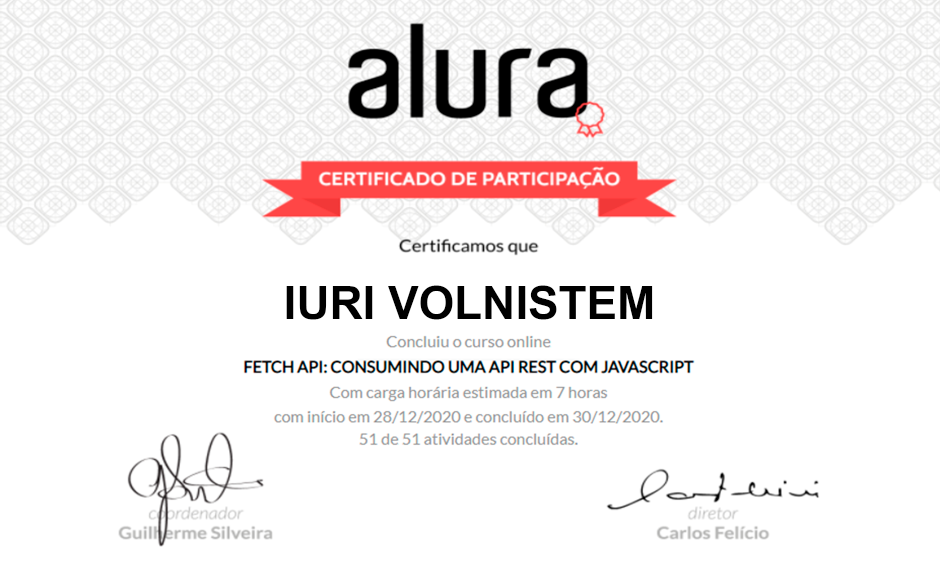 alura
CERTIFICADO DE PARTICIPAÇÃO
Certificamos que
IURI VOLNISTEM
Concluiu o curso online
FETCH API: CONSUMINDO UMA API REST COM JAVASCRIPT
Com carga horária estimada em 7 horas
com início em 28/12/2020 e concluído em 30/12/2020.
51 de 51 atividades concluídas.
coordenador
Guilherme Silveira
diretor
Carlos Felício